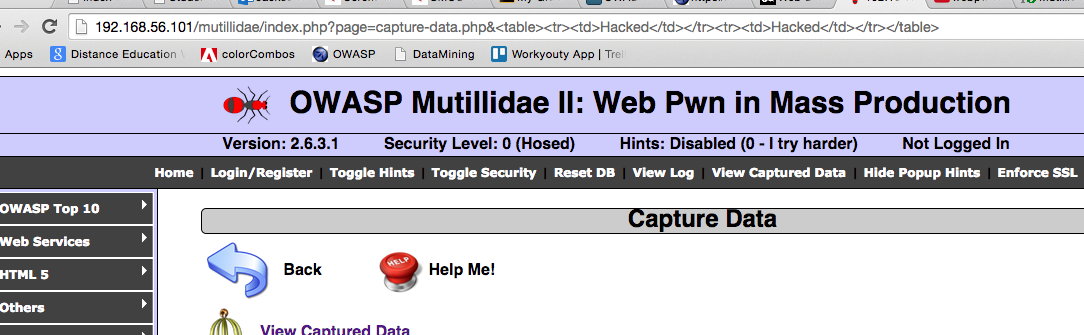 192.168.56.101/mutillidae/index.php?page=capture-data.php&<table><tr><td>Hacked</td></tr><tr><td>Hacked</td></tr></table>
Apps Distance Education colorCombos OWASP DataMining Workyouty App | Trel
OWASP Mutillidae II: Web Pwn in Mass Production
Version: 2.6.3.1 Security Level: 0 (Hosed) Hints: Disabled (0 - I try harder) Not Logged In
Home | Login/Register | Toggle Hints | Toggle Security | Reset DB | View Log | View Captured Data | Hide Popup Hints | Enforce SSL
OWASP Top 10
Web Services
HTML 5
Others
Capture Data
Back HELP Help Me!
View Captured Data